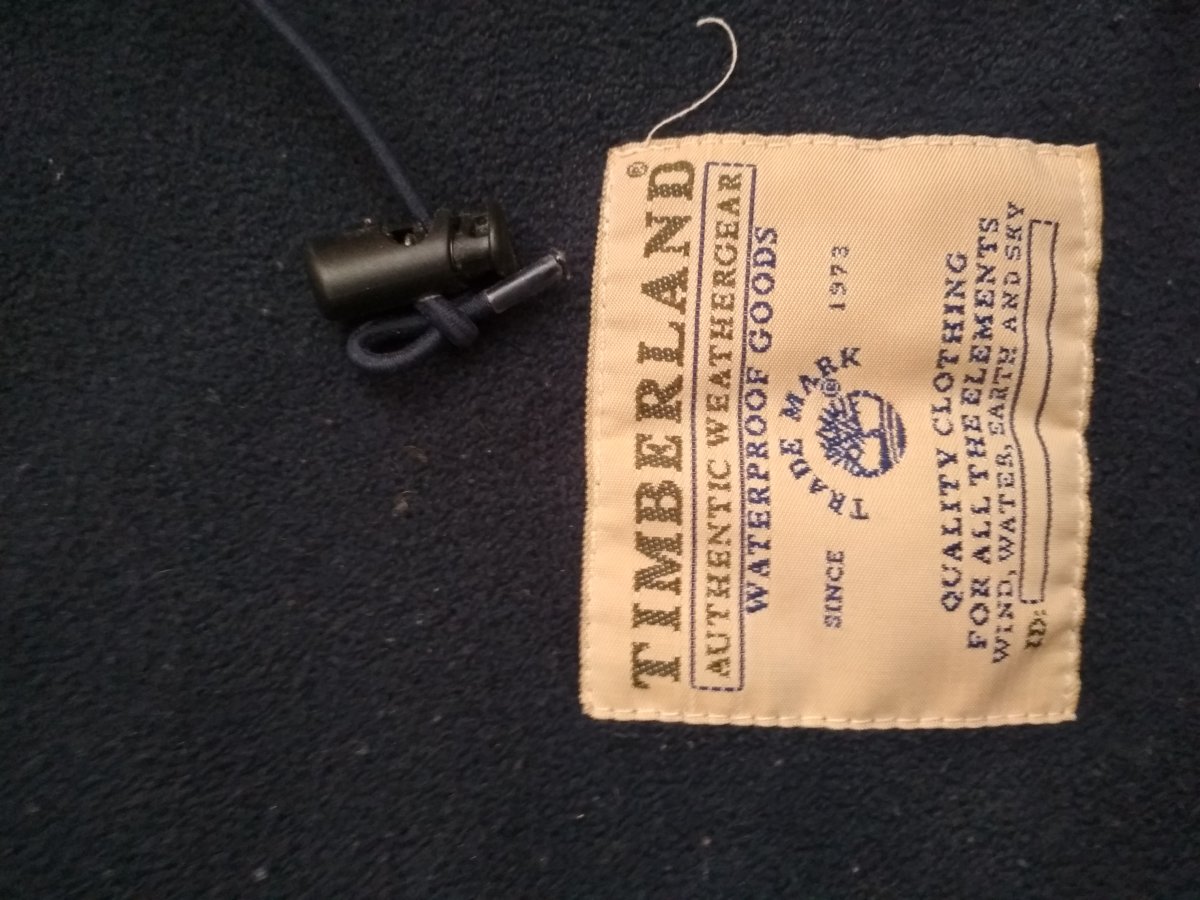 TIMBERLAND®
AUTHENTIC WEATHERGEAR
WATERPROOF GOODS
TRADE MARK
®
SINCE 1973
QUALITY CLOTHING
FOR ALL THE ELEMENTS
WIND, WATER, EARTH AND SKY
ID: